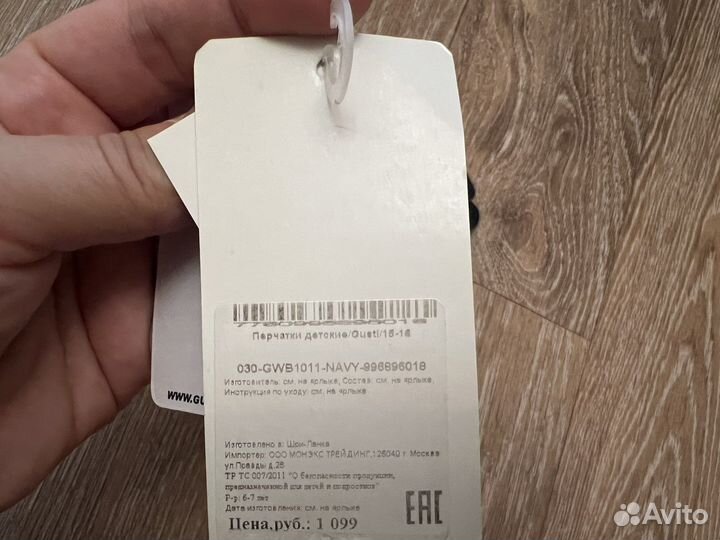 Перчатки детские/Gusti/15-16
030-GWB1011-NAVY-996896018
Изготовитель: см. на ярлыке, Состав: см. на ярлыке,
Инструкция по уходу: см. на ярлыке
WWW.GU
Изготовлено в: Шри-Ланка
Импортер: ООО МОНЭКС ТРЕЙДИНГ,125040 г. Москва
ул.Правды д.26
ТР ТС 007/2011 "О безопасности продукции,
предназначенной для детей и подростков"
Р-р: 6-7 лет
Дата изготовления: см. на ярлыке
Цена,руб.: 1 099
EAC
Avito